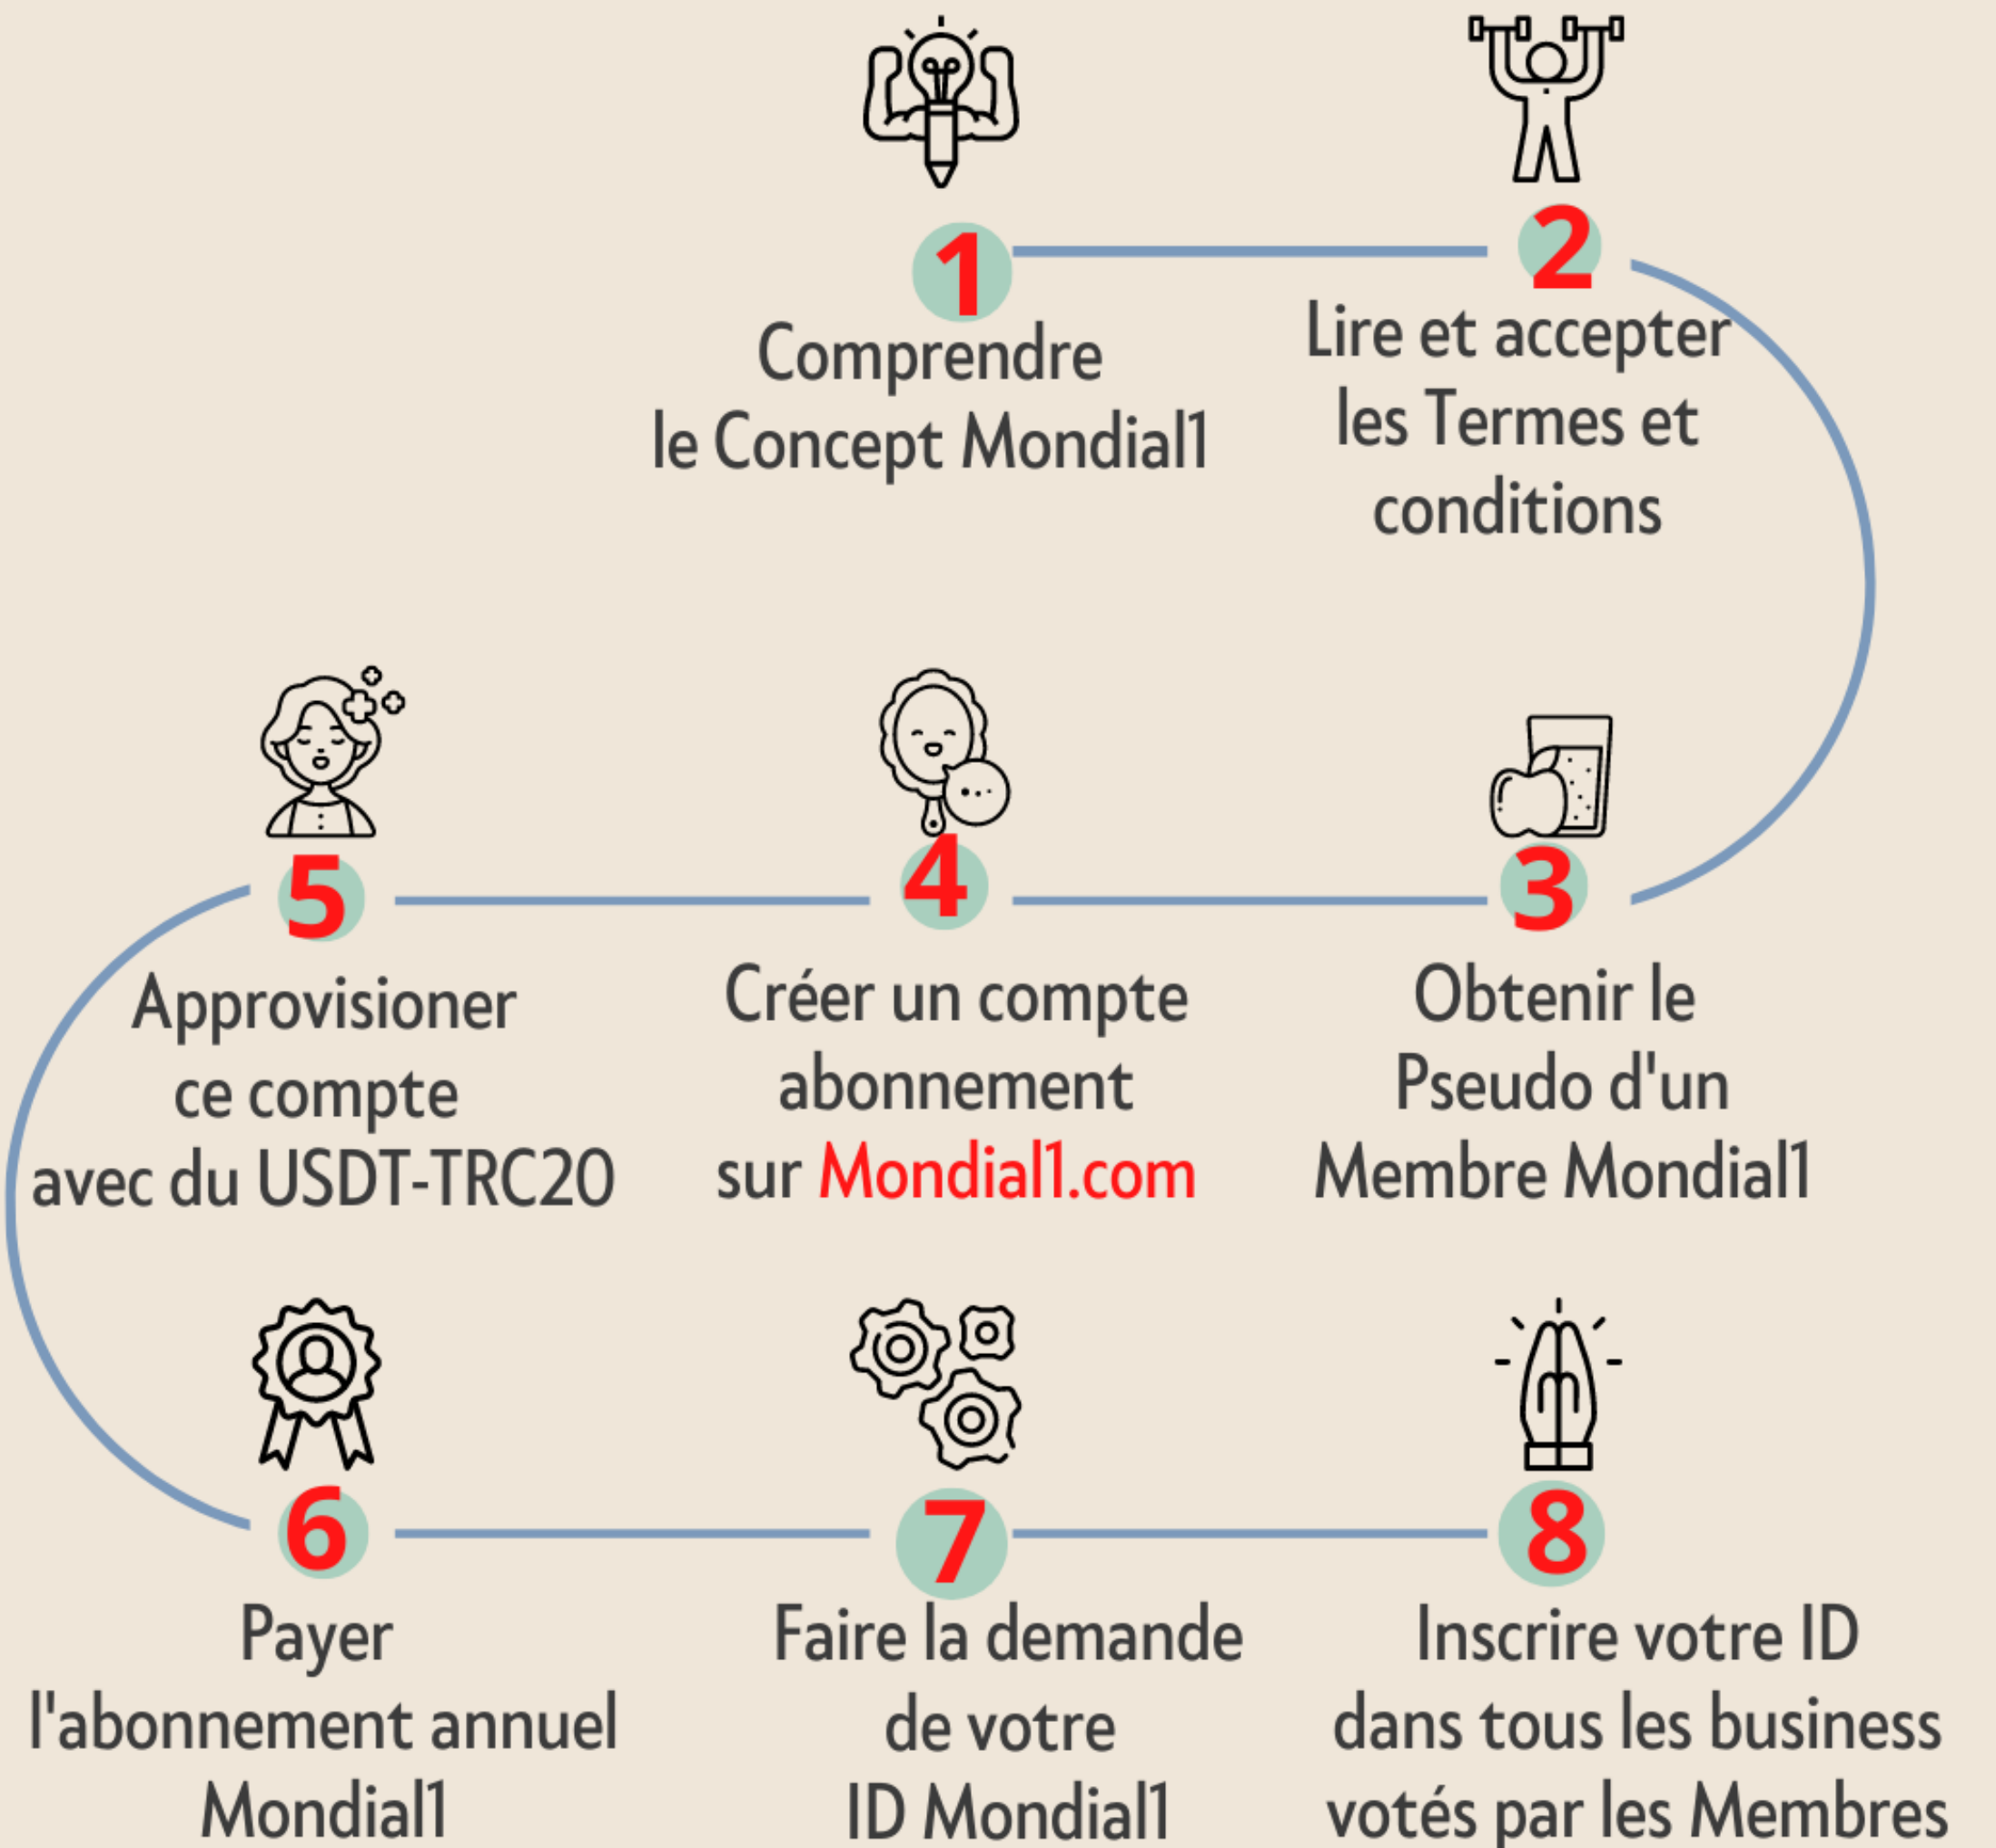 1
Comprendre
le Concept Mondial1
2
Lire et accepter
les Termes et
conditions
3
Obtenir le
Pseudo d'un
Membre Mondial1
4
Créer un compte
abonnement
sur Mondial1.com
5
Approvisioner
ce compte
avec du USDT-TRC20
6
Payer
l'abonnement annuel
Mondial1
7
Faire la demande
de votre
ID Mondial1
8
Inscrire votre ID
dans tous les business
votés par les Membres